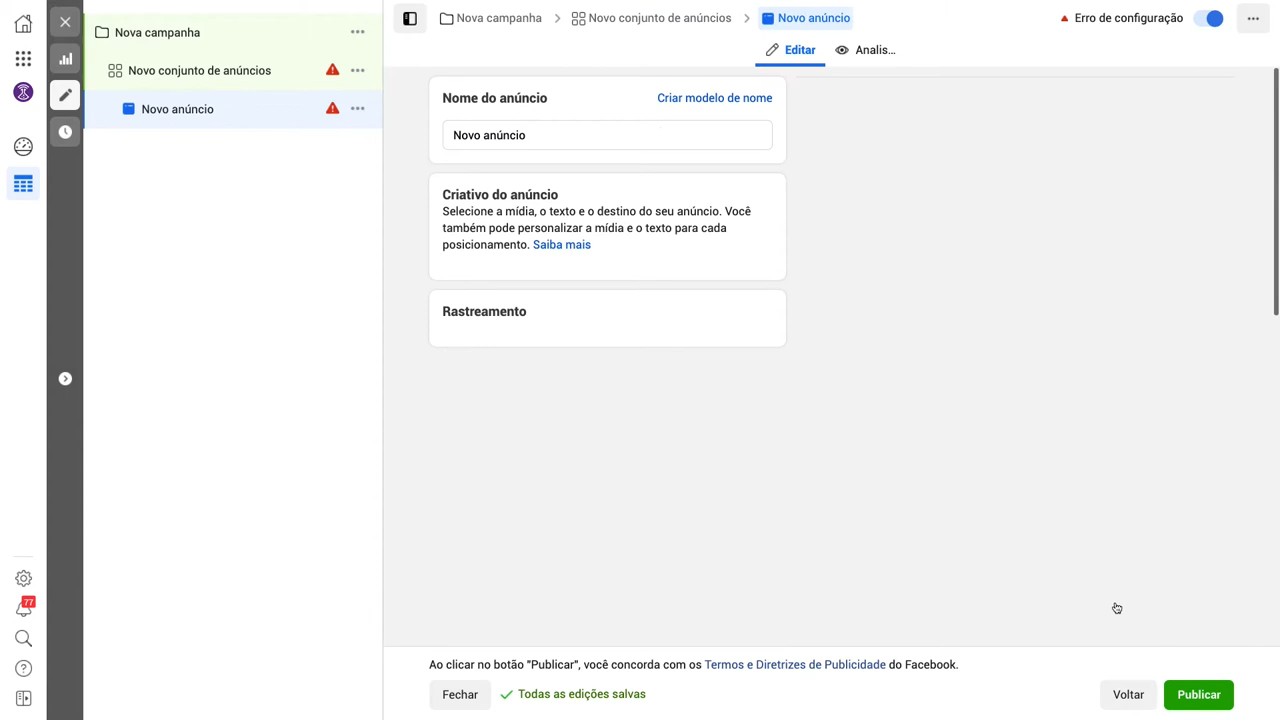 Nova campanha
Novo conjunto de anúncios
Novo anúncio
77
Nova campanha
Novo conjunto de anúncios
Novo anúncio
Erro de configuração
Editar
Analis...
Nome do anúncio
Criar modelo de nome
Novo anúncio
Criativo do anúncio
Selecione a mídia, o texto e o destino do seu anúncio. Você
também pode personalizar a mídia e o texto para cada
posicionamento. Saiba mais
Rastreamento
Ao clicar no botão "Publicar", você concorda com os Termos e Diretrizes de Publicidade do Facebook.
Fechar
Todas as edições salvas
Voltar
Publicar